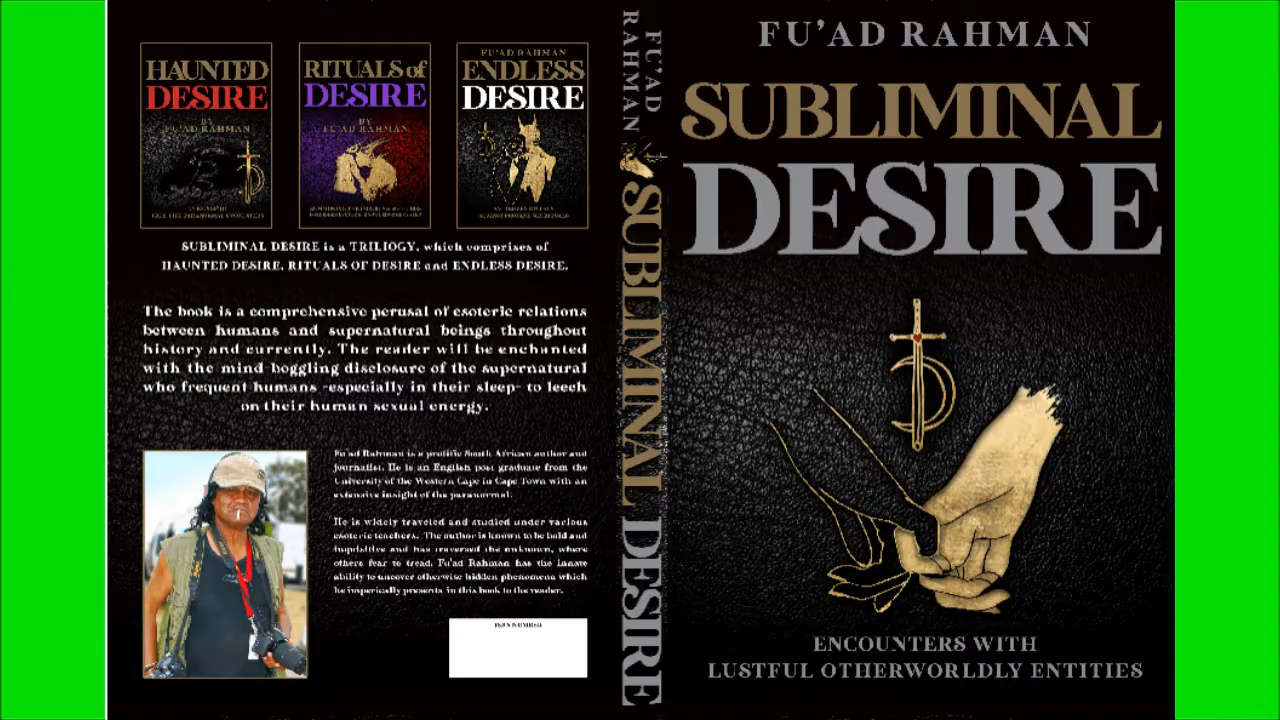 HAUNTED
DESIRE
BY
FU'AD RAHMAN
RITUALS of
DESIRE
BY
FU'AD RAHMAN
FU'AD RAHMAN
ENDLESS
DESIRE
SUBLIMINAL DESIRE is a TRILIOGY, which comprises of
HAUNTED DESIRE, RITUALS OF DESIRE and ENDLESS DESIRE.
The book is a comprehensive perusal of esoteric relations
between humans and supernatural beings throughout
history and currently. The reader will be enchanted
with the mind-boggling disclosure of the supernatural
who frequent humans -especially in their sleep- to leech
on their human sexual energy.
Fu'ad Rahman is a prolific South African author and
journalist. He is an English post graduate from the
University of the Western Cape in Cape Town with an
extensive insight of the paranormal.
He is widely traveled and studied under various
esoteric teachers. The author is known to be bold and
inquisitive and has traversed the unknown, where
others fear to tread. Fu'ad Rahman has the innate
ability to uncover otherwise hidden phenomena which
he imperically presents in this book to the reader.
ISBN NUMBER
FU'AD
RAHMAN
SUBLIMINAL DESIRE
FU'AD RAHMAN
SUBLIMINAL
DESIRE
ENCOUNTERS WITH
LUSTFUL OTHERWORLDLY ENTITIES